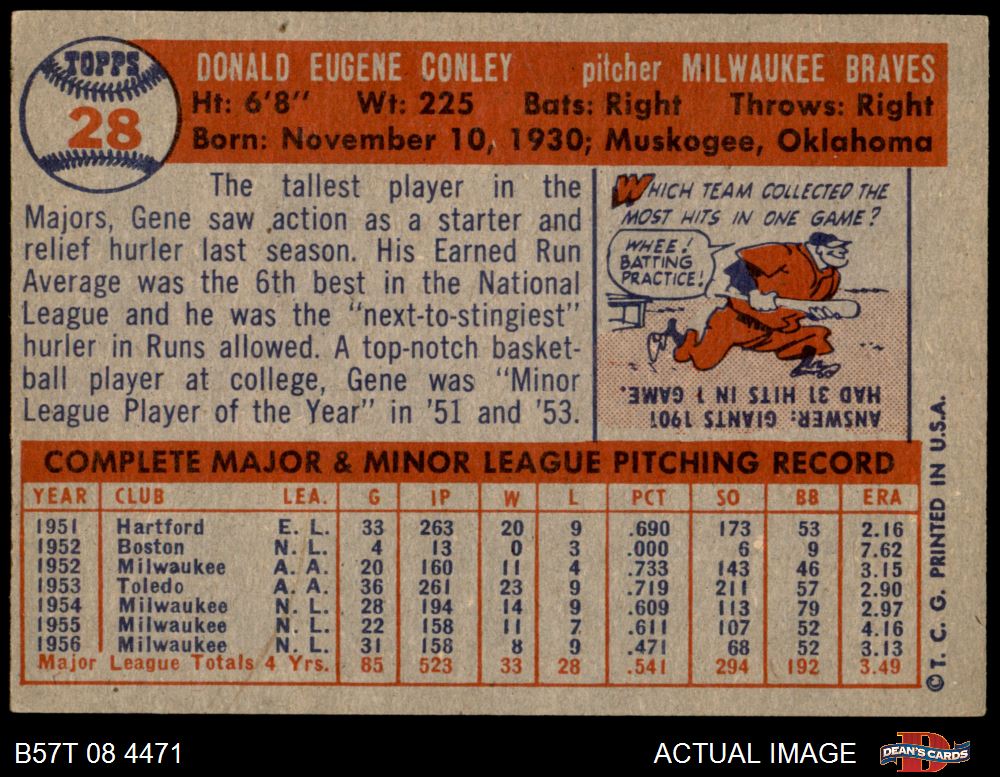 TOPPS
28
DONALD EUGENE CONLEY pitcher MILWAUKEE BRAVES
Ht: 6'8" Wt: 225 Bats: Right Throws: Right
Born: November 10, 1930; Muskogee, Oklahoma
The tallest player in the
Majors, Gene saw action as a starter and
relief hurler last season. His Earned Run
Average was the 6th best in the National
League and he was the "next-to-stingiest"
hurler in Runs allowed. A top-notch basket-
ball player at college, Gene was "Minor
League Player of the Year" in '51 and '53.
WHICH TEAM COLLECTED THE
MOST HITS IN ONE GAME?
WHEE!
BATTING
PRACTICE!
ANSWER: GIANTS 1901
HAD 31 HITS IN 1 GAME.
COMPLETE MAJOR & MINOR LEAGUE PITCHING RECORD
YEAR CLUB LEA. G IP W L PCT SO BB ERA
1951 Hartford E. L. 33 263 20 9 .690 173 53 2.16
1952 Boston N. L. 4 13 0 3 .000 6 9 7.62
1952 Milwaukee A. A. 20 160 11 4 .733 143 46 3.15
1953 Toledo A. A. 36 261 23 9 .719 211 57 2.90
1954 Milwaukee N. L. 28 194 14 9 .609 113 79 2.97
1955 Milwaukee N. L. 22 158 11 7 .611 107 52 4.16
1956 Milwaukee N. L. 31 158 8 9 .471 68 52 3.13
Major League Totals 4 Yrs. 85 523 33 28 .541 294 192 3.49
©T. C. G. PRINTED IN U.S.A.
B57T 08 4471
ACTUAL IMAGE
DEAN'S CARDS